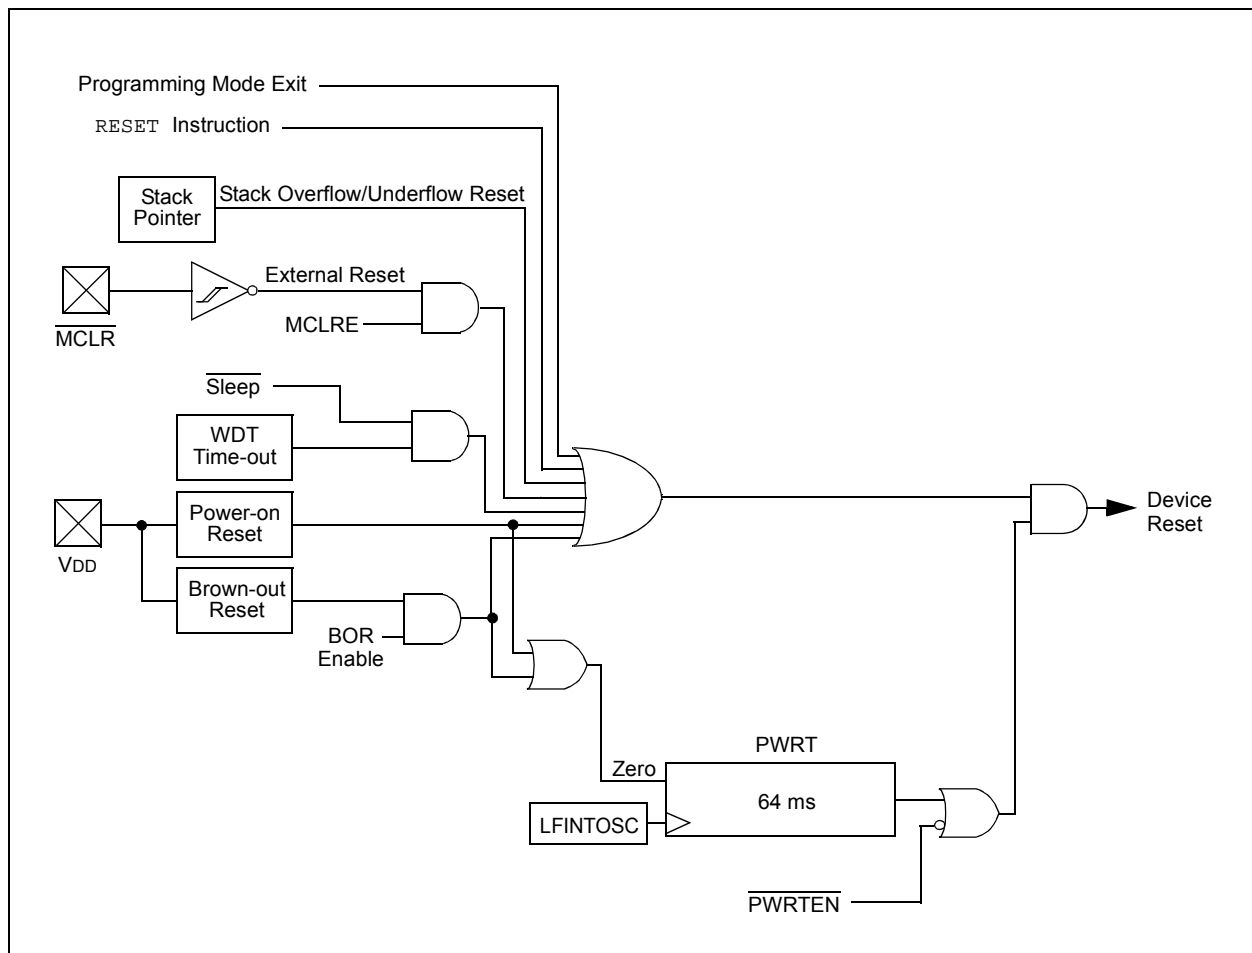 Programming Mode Exit
RESET Instruction
Stack
Pointer
Stack Overflow/Underflow Reset
External Reset
MCLR
MCLRE
Sleep
WDT
Time-out
Power-on
Reset
VDD
Brown-out
Reset
BOR
Enable
Device
Reset
PWRT
Zero
64 ms
LFINTOSC
PWRTEN